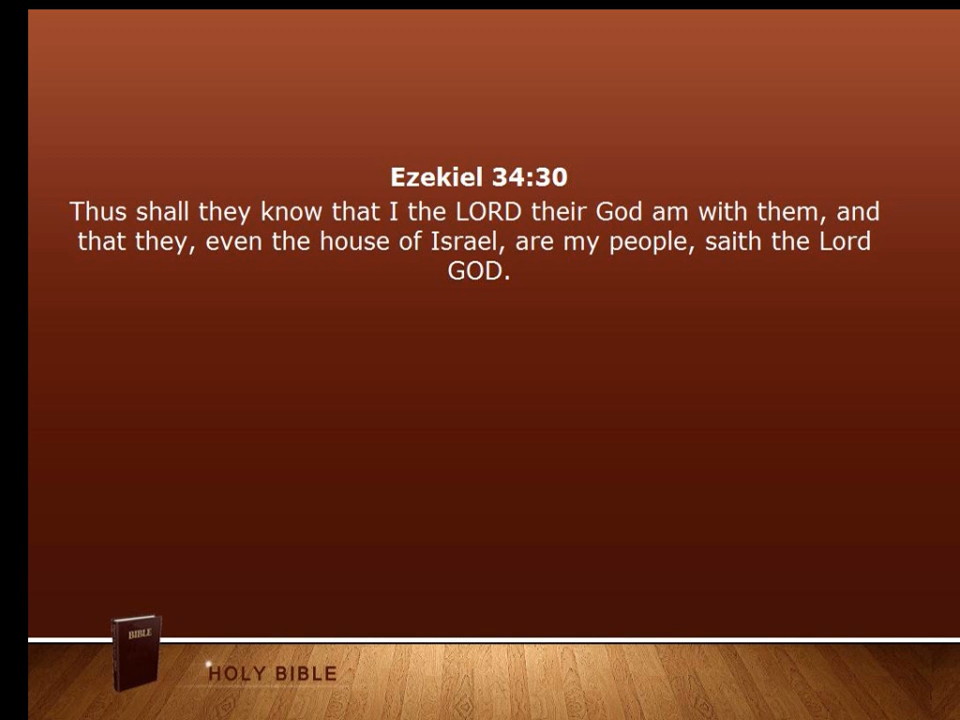 Ezekiel 34:30
Thus shall they know that I the LORD their God am with them, and
that they, even the house of Israel, are my people, saith the Lord
GOD.
BIBLE
HOLY BIBLE